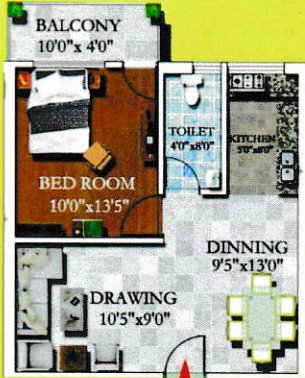 BALCONY
10'0"x 4'0"
TOILET
4'0"x8'0"
KITCHEN
5'0"x8'0"
BED ROOM
10'0"x13'5"
DINNING
9'5"x13'0"
DRAWING
10'5"x9'0"